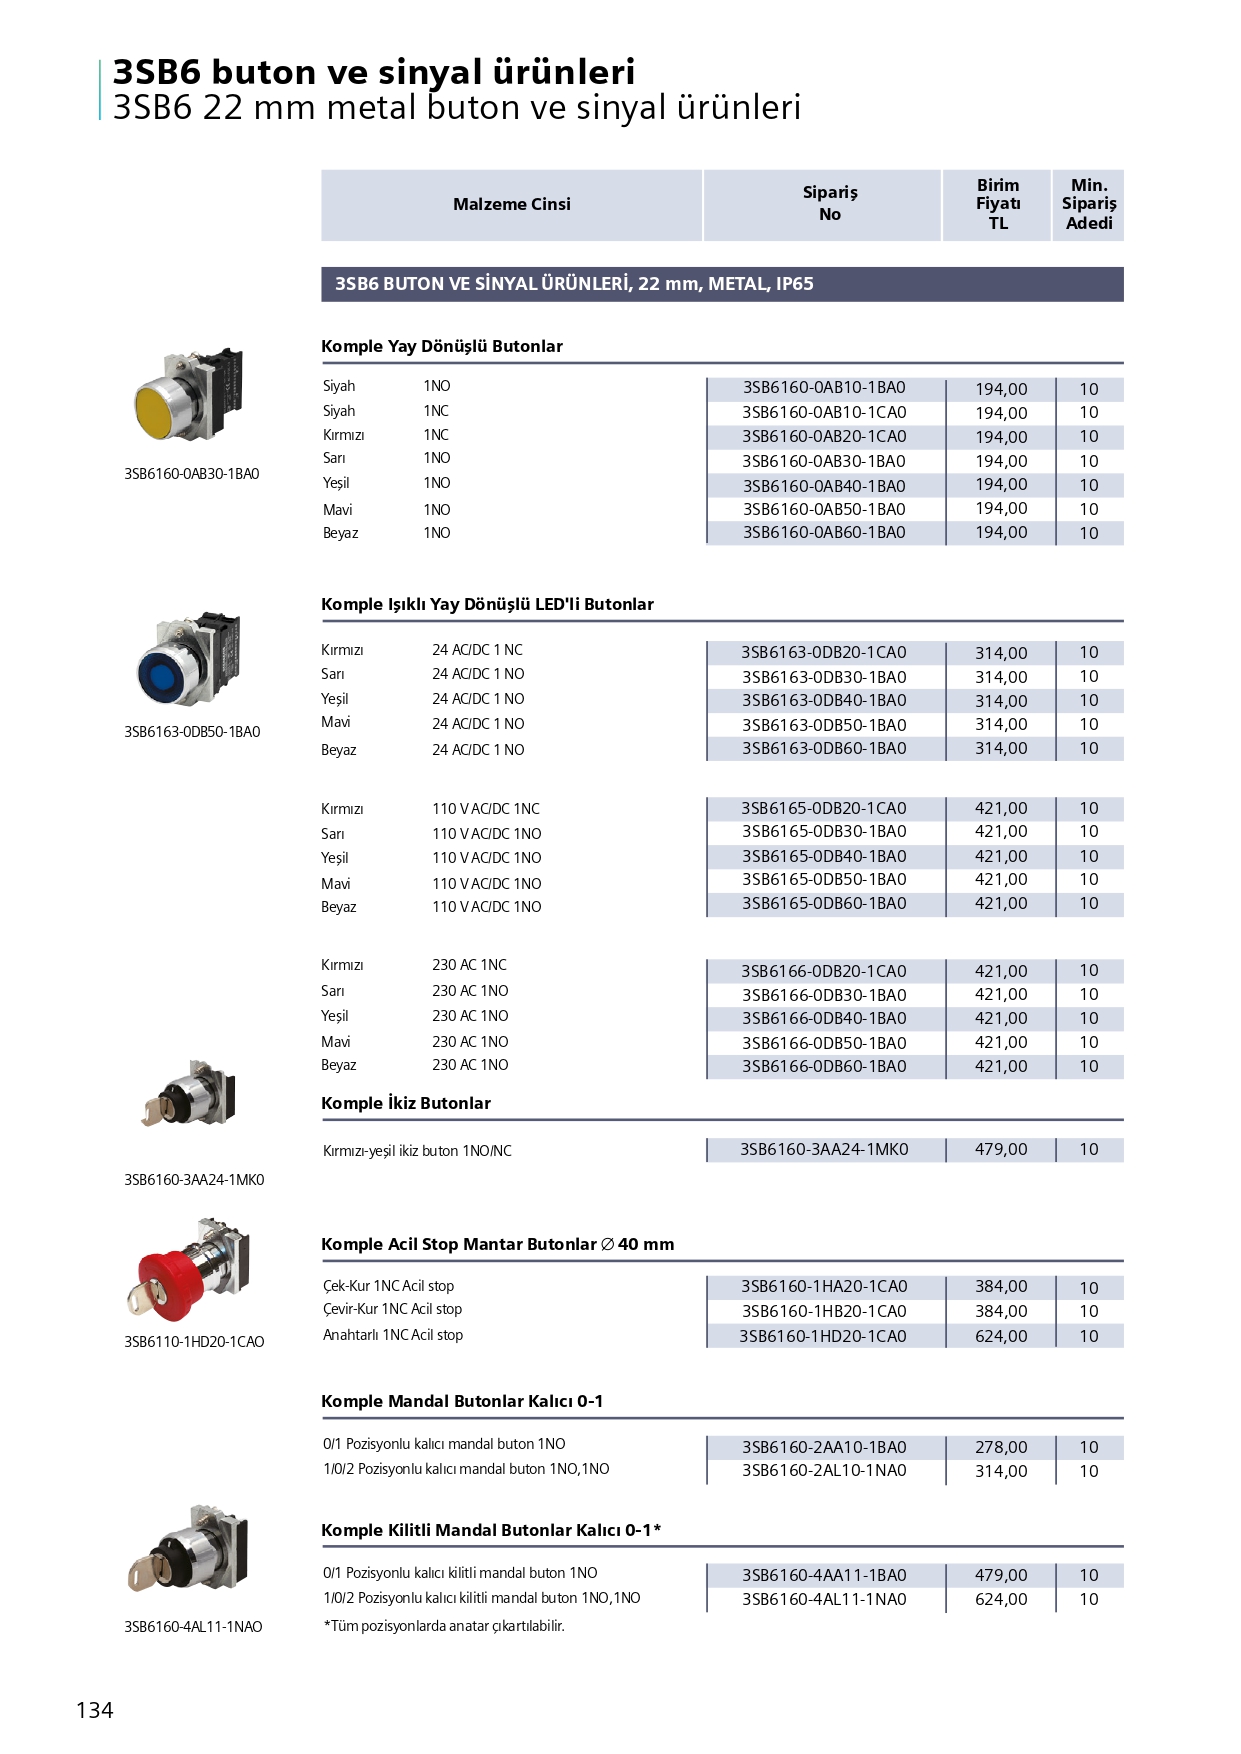 3SB6 buton ve sinyal ürünleri
3SB6 22 mm metal buton ve sinyal ürünleri
Malzeme Cinsi
Sipariş
No
Birim
Fiyatı
TL
Min.
Sipariş
Adedi
3SB6 BUTON VE SİNYAL ÜRÜNLERİ, 22 mm, METAL, IP65
Komple Yay Dönüşlü Butonlar
Siyah 1NO 3SB6160-0AB10-1BA0 194,00 10
Siyah 1NC 3SB6160-0AB10-1CA0 194,00 10
Kırmızı 1NC 3SB6160-0AB20-1CA0 194,00 10
Sarı 1NO 3SB6160-0AB30-1BA0 194,00 10
Yeşil 1NO 3SB6160-0AB40-1BA0 194,00 10
Mavi 1NO 3SB6160-0AB50-1BA0 194,00 10
Beyaz 1NO 3SB6160-0AB60-1BA0 194,00 10
3SB6160-0AB30-1BA0
Komple Işıklı Yay Dönüşlü LED'li Butonlar
Kırmızı 24 AC/DC 1 NC 3SB6163-0DB20-1CA0 314,00 10
Sarı 24 AC/DC 1 NO 3SB6163-0DB30-1BA0 314,00 10
Yeşil 24 AC/DC 1 NO 3SB6163-0DB40-1BA0 314,00 10
Mavi 24 AC/DC 1 NO 3SB6163-0DB50-1BA0 314,00 10
Beyaz 24 AC/DC 1 NO 3SB6163-0DB60-1BA0 314,00 10
3SB6163-0DB50-1BA0
Kırmızı 110 V AC/DC 1NC 3SB6165-0DB20-1CA0 421,00 10
Sarı 110 V AC/DC 1NO 3SB6165-0DB30-1BA0 421,00 10
Yeşil 110 V AC/DC 1NO 3SB6165-0DB40-1BA0 421,00 10
Mavi 110 V AC/DC 1NO 3SB6165-0DB50-1BA0 421,00 10
Beyaz 110 V AC/DC 1NO 3SB6165-0DB60-1BA0 421,00 10
Kırmızı 230 AC 1NC 3SB6166-0DB20-1CA0 421,00 10
Sarı 230 AC 1NO 3SB6166-0DB30-1BA0 421,00 10
Yeşil 230 AC 1NO 3SB6166-0DB40-1BA0 421,00 10
Mavi 230 AC 1NO 3SB6166-0DB50-1BA0 421,00 10
Beyaz 230 AC 1NO 3SB6166-0DB60-1BA0 421,00 10
Komple İkiz Butonlar
Kırmızı-yeşil ikiz buton 1NO/NC 3SB6160-3AA24-1MK0 479,00 10
3SB6160-3AA24-1MK0
Komple Acil Stop Mantar Butonlar ∅ 40 mm
Çek-Kur 1NC Acil stop 3SB6160-1HA20-1CA0 384,00 10
Çevir-Kur 1NC Acil stop 3SB6160-1HB20-1CA0 384,00 10
Anahtarlı 1NC Acil stop 3SB6160-1HD20-1CA0 624,00 10
3SB6110-1HD20-1CAO
Komple Mandal Butonlar Kalıcı 0-1
0/1 Pozisyonlu kalıcı mandal buton 1NO 3SB6160-2AA10-1BA0 278,00 10
1/0/2 Pozisyonlu kalıcı mandal buton 1NO,1NO 3SB6160-2AL10-1NA0 314,00 10
Komple Kilitli Mandal Butonlar Kalıcı 0-1*
0/1 Pozisyonlu kalıcı kilitli mandal buton 1NO 3SB6160-4AA11-1BA0 479,00 10
1/0/2 Pozisyonlu kalıcı kilitli mandal buton 1NO,1NO 3SB6160-4AL11-1NA0 624,00 10
*Tüm pozisyonlarda anatar çıkartılabilir.
3SB6160-4AL11-1NAO
134